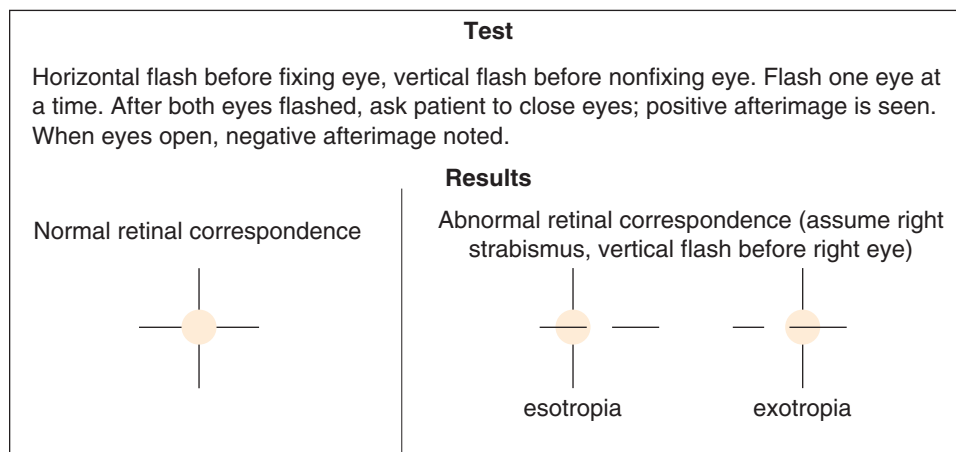 Test
Horizontal flash before fixing eye, vertical flash before nonfixing eye. Flash one eye at
a time. After both eyes flashed, ask patient to close eyes; positive afterimage is seen.
When eyes open, negative afterimage noted.
Results
Normal retinal correspondence
Abnormal retinal correspondence (assume right
strabismus, vertical flash before right eye)
esotropia
exotropia